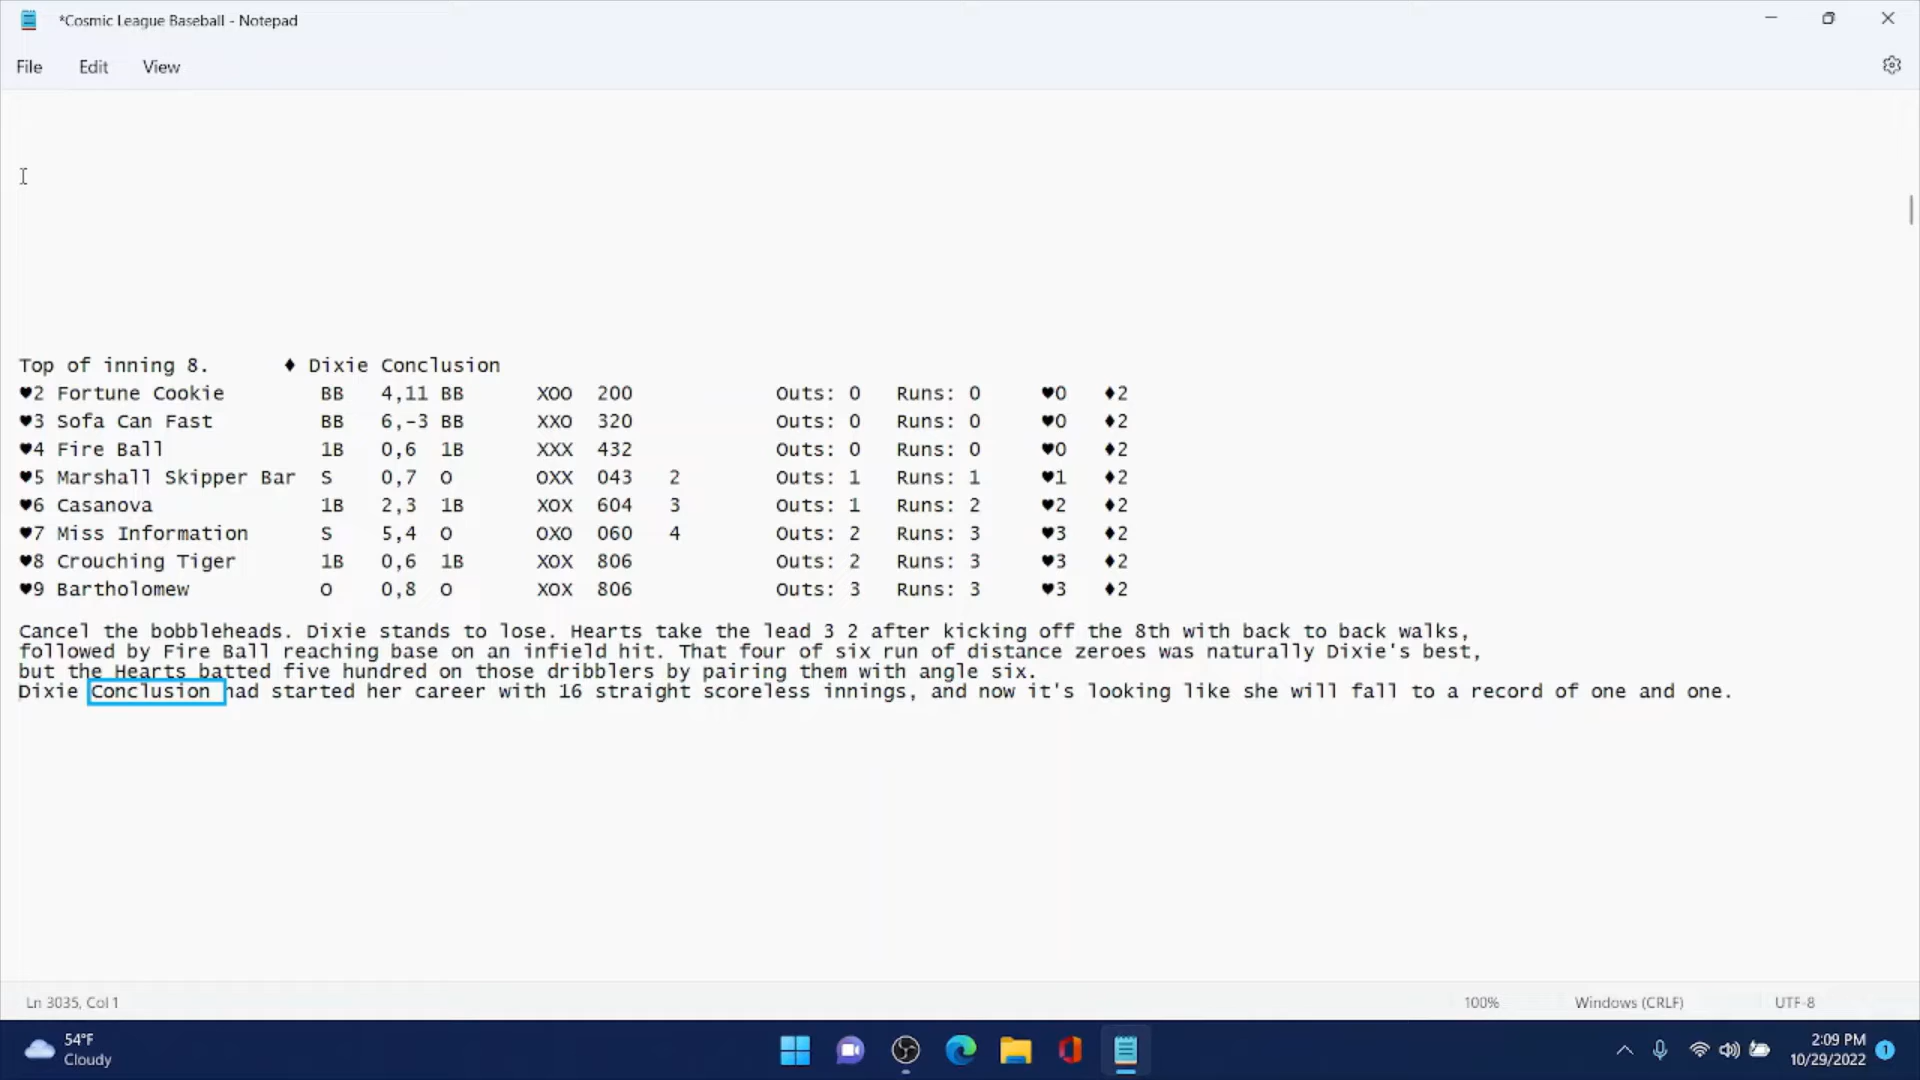 *Cosmic League Baseball - Notepad
File Edit View
Top of inning 8. ♦ Dixie Conclusion
♥2 Fortune Cookie BB 4,11 BB XOO 200 Outs: 0 Runs: 0 ♥0 ♦2
♥3 Sofa Can Fast BB 6,-3 BB XXO 320 Outs: 0 Runs: 0 ♥0 ♦2
♥4 Fire Ball 1B 0,6 1B XXX 432 Outs: 0 Runs: 0 ♥0 ♦2
♥5 Marshall Skipper Bar S 0,7 O OXX 043 2 Outs: 1 Runs: 1 ♥1 ♦2
♥6 Casanova 1B 2,3 1B XOX 604 3 Outs: 1 Runs: 2 ♥2 ♦2
♥7 Miss Information S 5,4 O OXO 060 4 Outs: 2 Runs: 3 ♥3 ♦2
♥8 Crouching Tiger 1B 0,6 1B XOX 806 Outs: 2 Runs: 3 ♥3 ♦2
♥9 Bartholomew O 0,8 O XOX 806 Outs: 3 Runs: 3 ♥3 ♦2
Cancel the bobbleheads. Dixie stands to lose. Hearts take the lead 3 2 after kicking off the 8th with back to back walks,
followed by Fire Ball reaching base on an infield hit. That four of six run of distance zeroes was naturally Dixie's best,
but the Hearts batted five hundred on those dribblers by pairing them with angle six.
Dixie Conclusion had started her career with 16 straight scoreless innings, and now it's looking like she will fall to a record of one and one.
Ln 3035, Col 1 100% Windows (CRLF) UTF-8
54°F
Cloudy
2:09 PM
10/29/2022
1